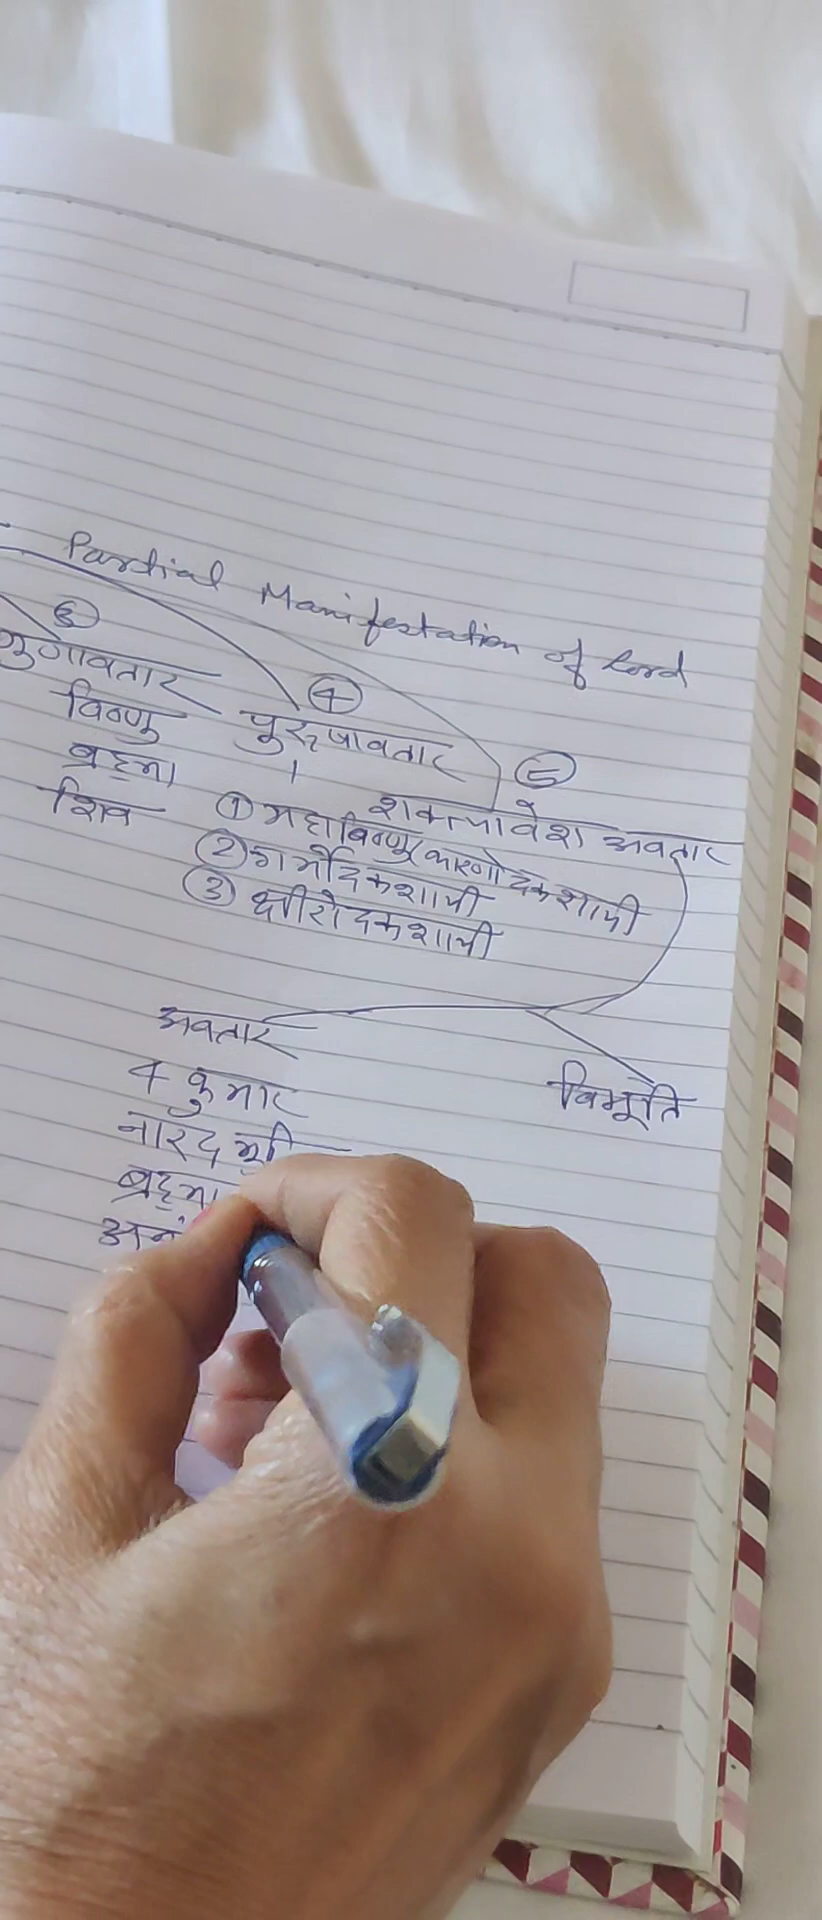 Partial Manifestation of Lord
③
गुणावतार
विष्णु
ब्रह्मा
शिव
④
पुरूषावतार
① महाविष्णु (कारणोदकशायी
② गर्भोदकशायी
③ क्षीरोदकशायी
⑤
शक्त्यावेश अवतार
अवतार
4 कुमार
नारद
ब्रह्मा
विभूति